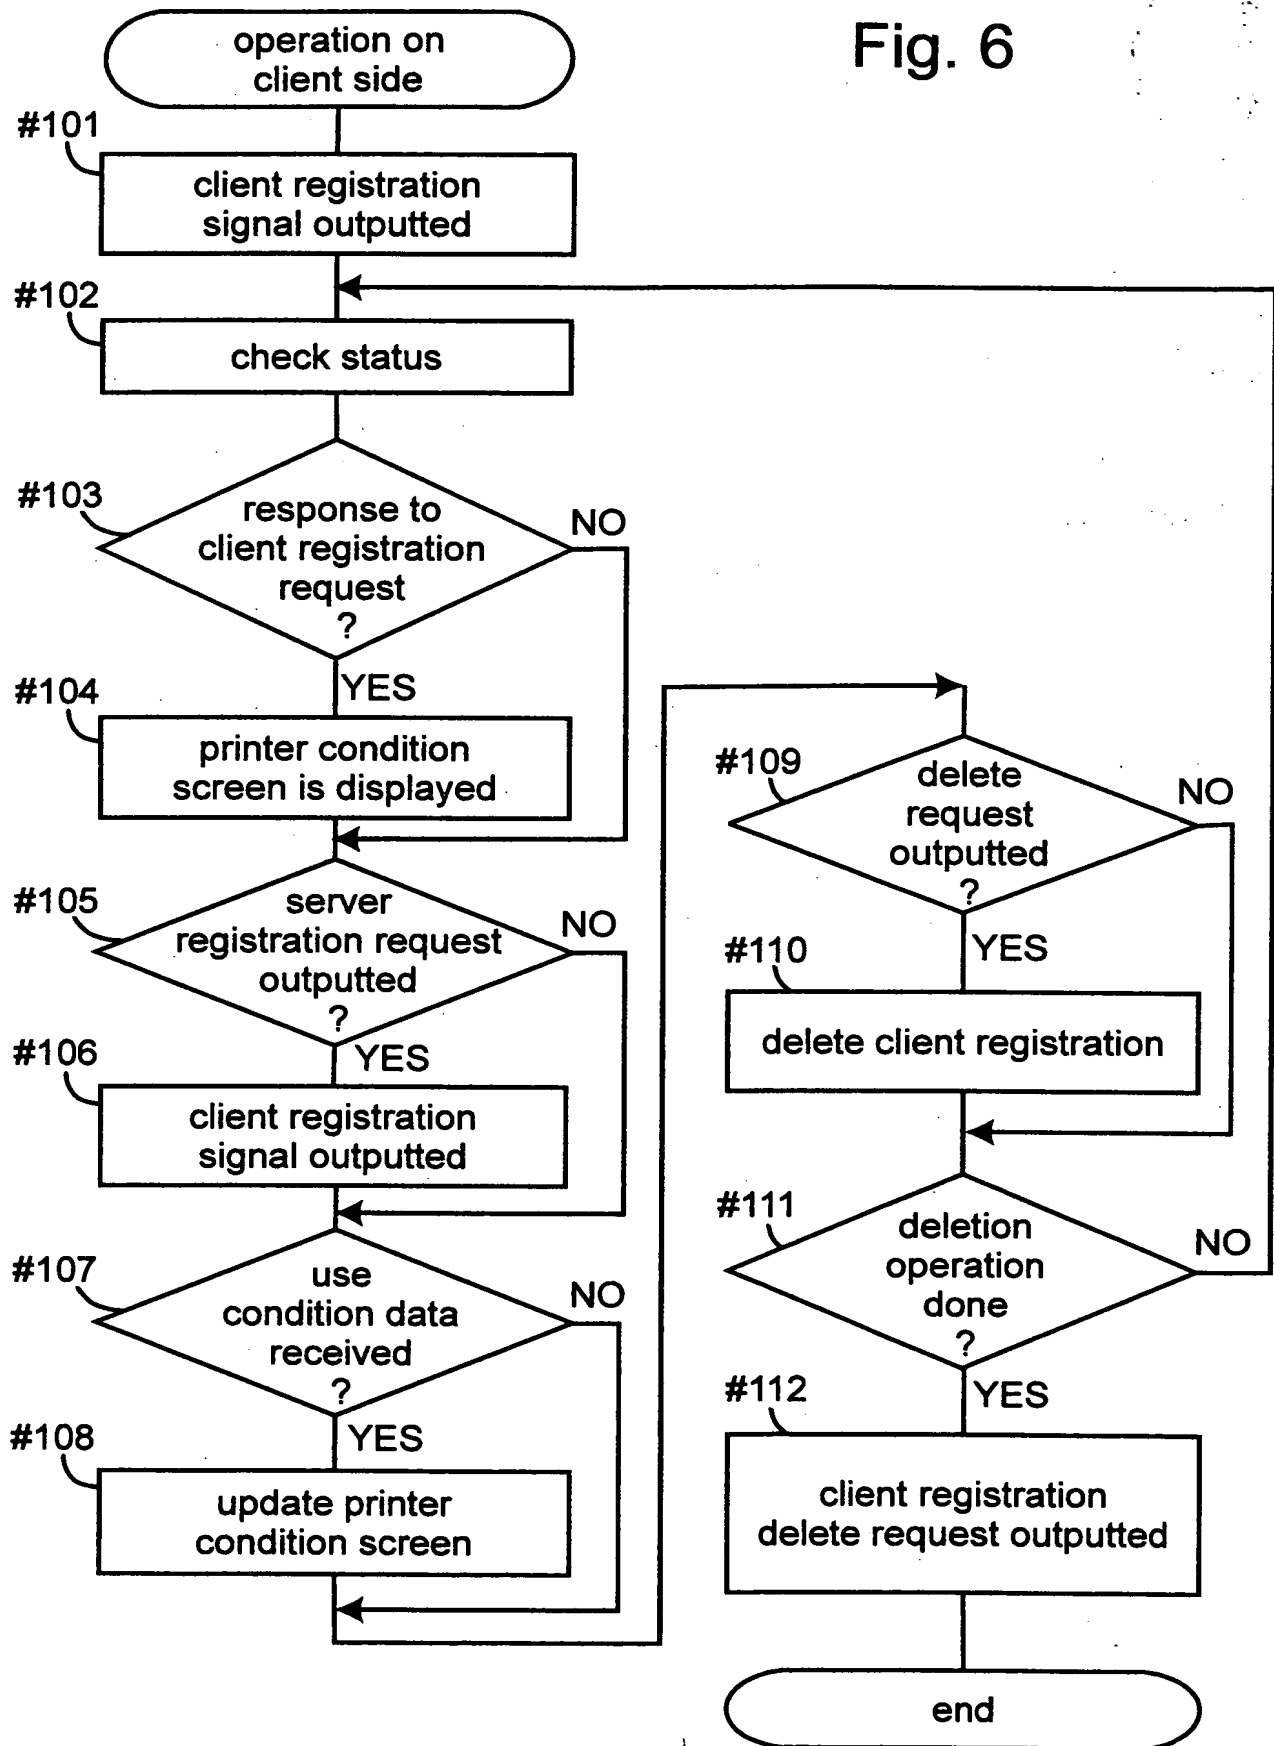 Fig. 6
operation on
client side
#101
client registration
signal outputted
#102
check status
#103
response to
client registration
request
?
NO
YES
#104
printer condition
screen is displayed
#105
server
registration request
outputted
?
NO
YES
#106
client registration
signal outputted
#107
use
condition data
received
?
NO
YES
#108
update printer
condition screen
#109
delete
request
outputted
?
NO
YES
#110
delete client registration
#111
deletion
operation
done
?
NO
YES
#112
client registration
delete request outputted
end